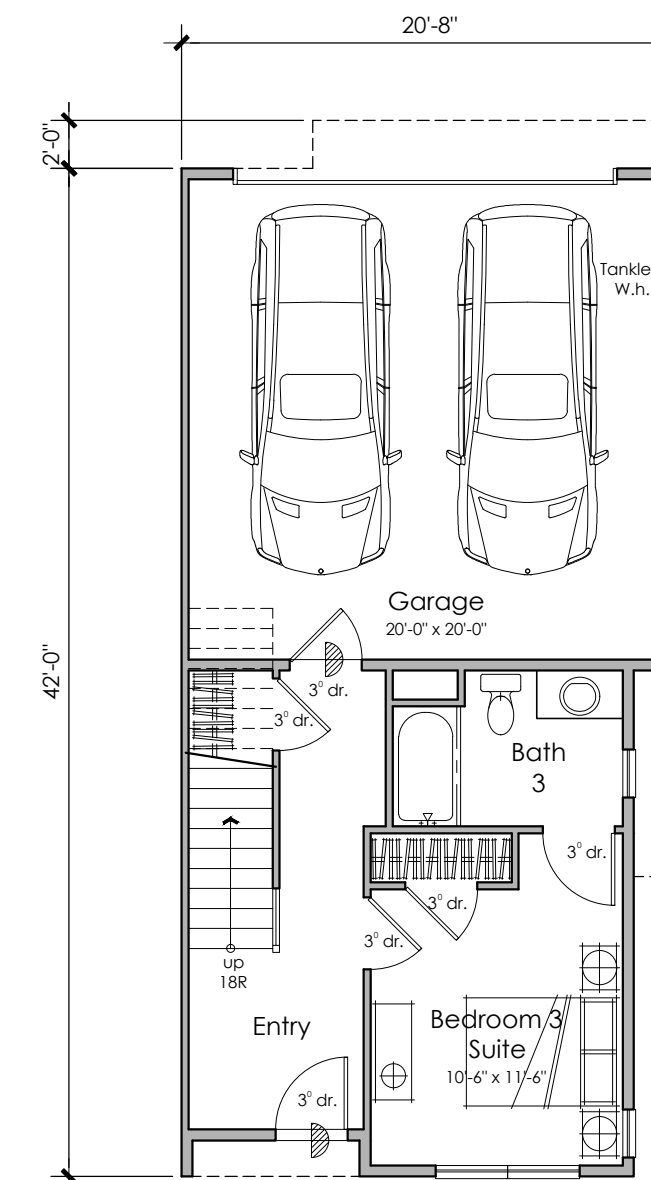 20'-8"
2'-0"
Tankle
W.h.
42'-0"
Garage
20'-0" x 20'-0"
3⁰ dr.
3⁰ dr.
Bath
3
3⁰ dr.
3⁰ dr.
3⁰ dr.
up
18R
Entry
Bedroom 3
Suite
10'-6" x 11'-6"
3⁰ dr.